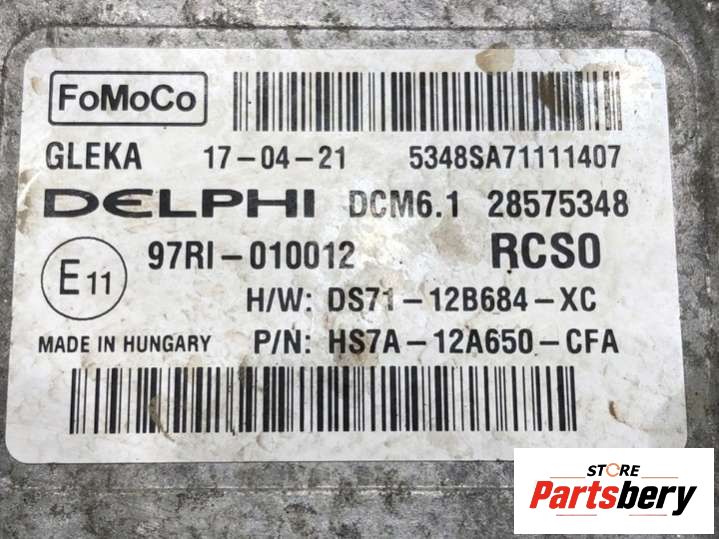 FoMoCo
GLEKA 17-04-21 5348SA71111407
DELPHI DCM6.1 28575348
E11 97RI-010012 RCS0
H/W: DS71-12B684-XC
MADE IN HUNGARY P/N: HS7A-12A650-CFA
STORE
Partsbery